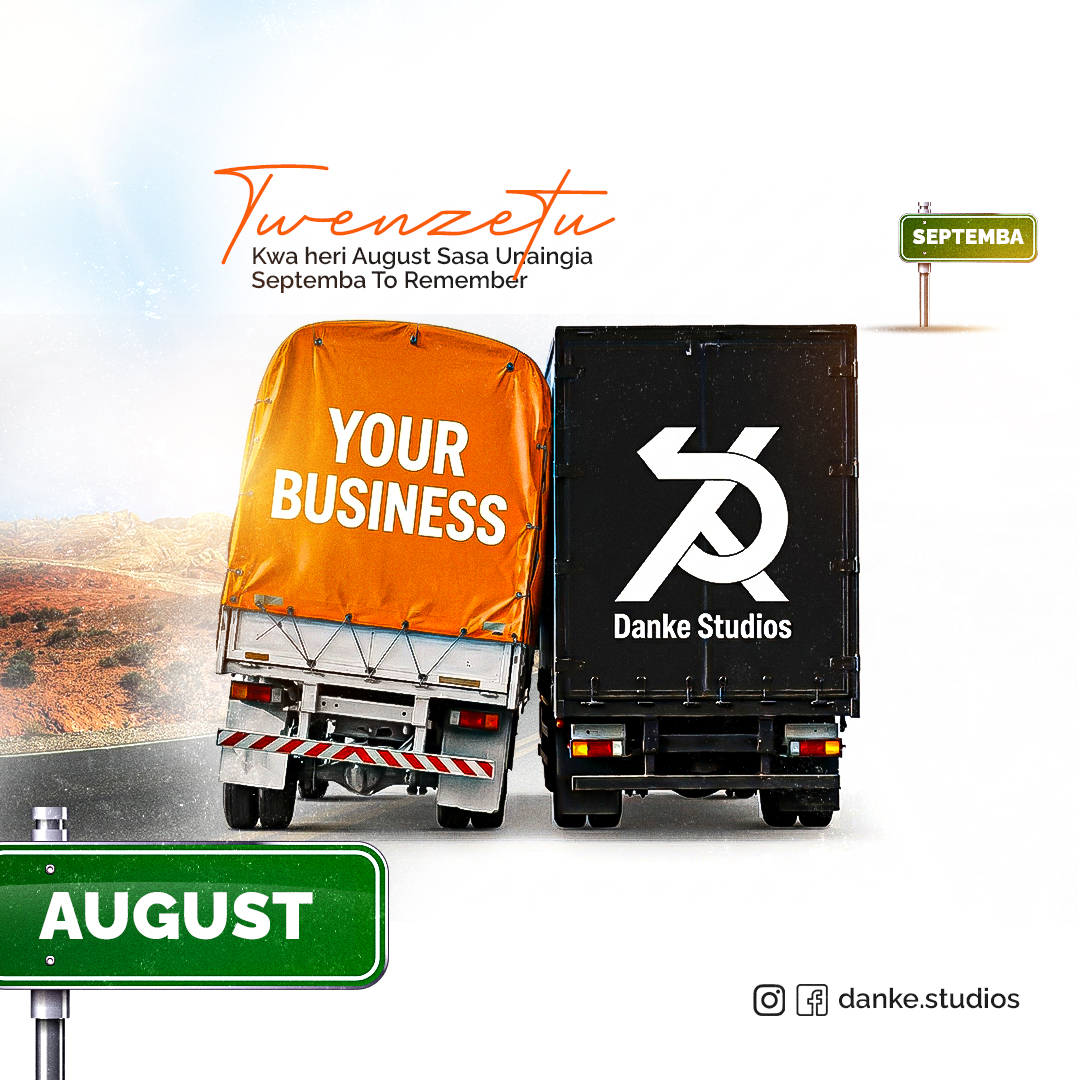 Twenzetu
Kwa heri August Sasa Unaingia
Septemba To Remember
SEPTEMBA
YOUR
BUSINESS
Danke Studios
AUGUST
danke.studios